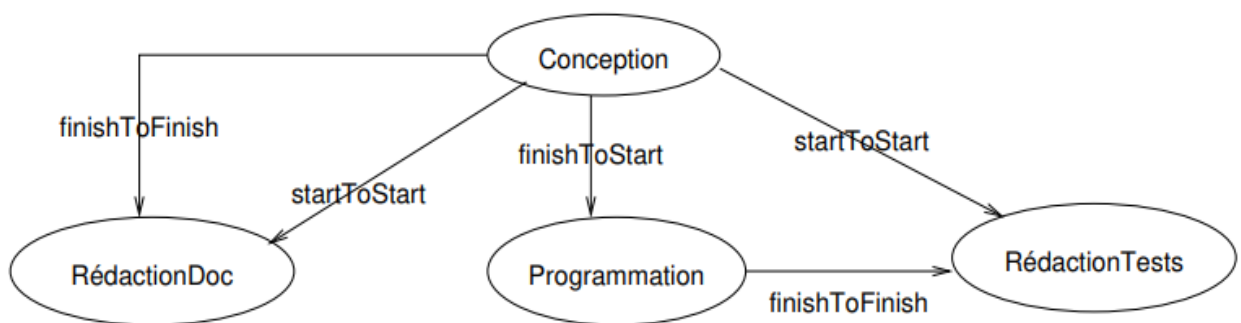 Conception
finishToFinish
finishToStart
startToStart
startToStart
RédactionDoc
Programmation
RédactionTests
finishToFinish